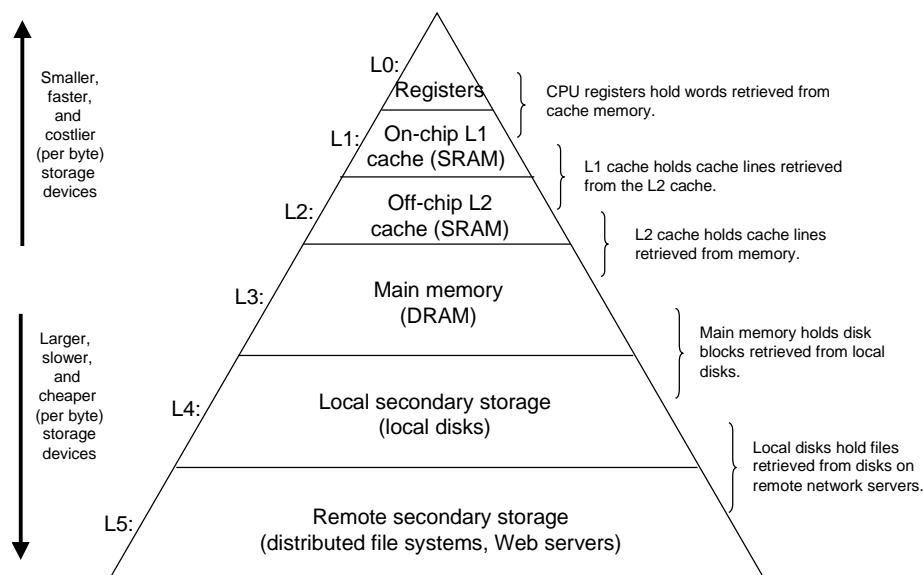 Smaller,
faster,
and
costlier
(per byte)
storage
devices
Larger,
slower,
and
cheaper
(per byte)
storage
devices
L0:
Registers
CPU registers hold words retrieved from
cache memory.
L1:
On-chip L1
cache (SRAM)
L1 cache holds cache lines retrieved
from the L2 cache.
L2:
Off-chip L2
cache (SRAM)
L2 cache holds cache lines
retrieved from memory.
L3:
Main memory
(DRAM)
Main memory holds disk
blocks retrieved from local
disks.
L4:
Local secondary storage
(local disks)
Local disks hold files
retrieved from disks on
remote network servers.
L5:
Remote secondary storage
(distributed file systems, Web servers)